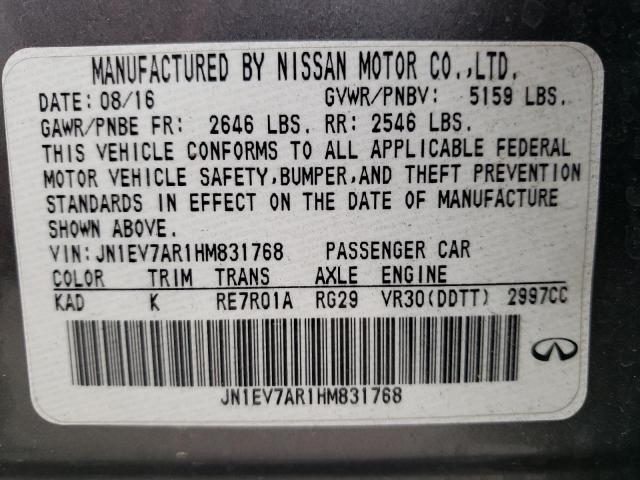 MANUFACTURED BY NISSAN MOTOR CO.,LTD.
DATE: 08/16 GVWR/PNBV: 5159 LBS.
GAWR/PNBE FR: 2646 LBS. RR: 2546 LBS.
THIS VEHICLE CONFORMS TO ALL APPLICABLE FEDERAL
MOTOR VEHICLE SAFETY,BUMPER,AND THEFT PREVENTION
STANDARDS IN EFFECT ON THE DATE OF MANUFACTURE
SHOWN ABOVE.
VIN:JN1EV7AR1HM831768 PASSENGER CAR
COLOR TRIM TRANS AXLE ENGINE
KAD K RE7R01A RG29 VR30(DDTT) 2997CC
JN1EV7AR1HM831768